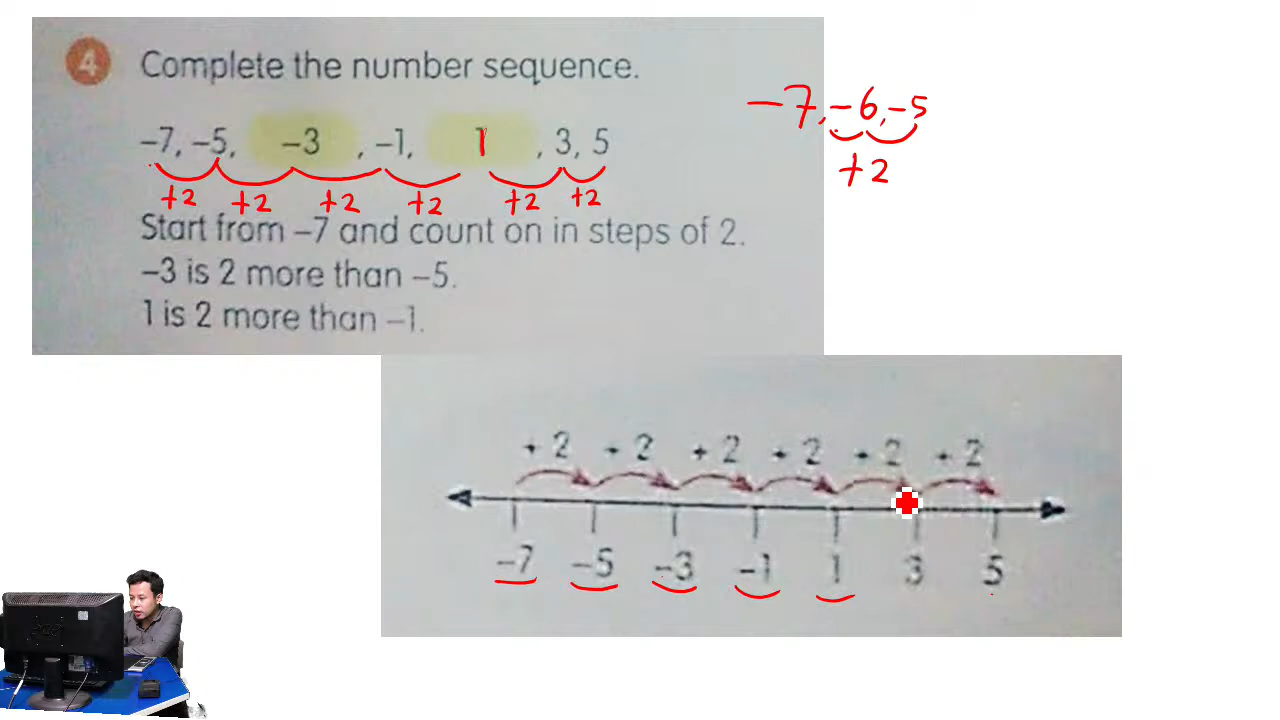 4 Complete the number sequence.
–7, –5, –3, –1, 1, 3, 5
+2 +2 +2 +2 +2 +2
Start from –7 and count on in steps of 2.
–3 is 2 more than –5.
1 is 2 more than –1.
–7, –6, –5
+2
+ 2 + 2 + 2 + 2 + 2 + 2
–7 –5 –3 –1 1 3 5